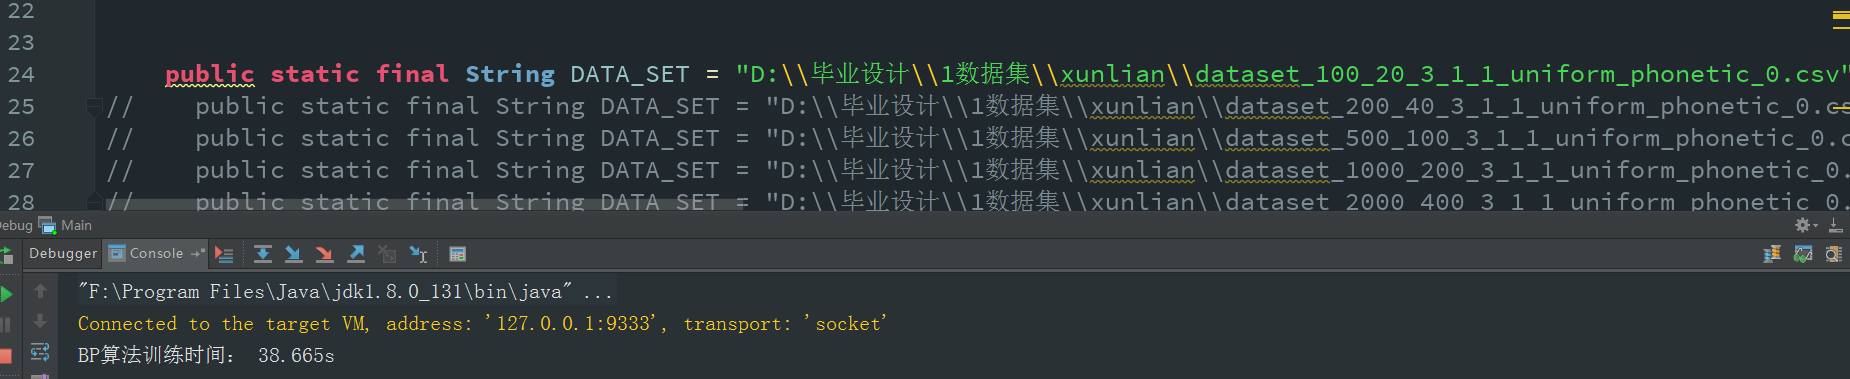 22
23
24 public static final String DATA_SET = "D:\\毕业设计\\1数据集\\xunlian\\dataset_100_20_3_1_1_uniform_phonetic_0.csv"
25 // public static final String DATA_SET = "D:\\毕业设计\\1数据集\\xunlian\\dataset_200_40_3_1_1_uniform_phonetic_0.cs
26 // public static final String DATA_SET = "D:\\毕业设计\\1数据集\\xunlian\\dataset_500_100_3_1_1_uniform_phonetic_0.c
27 // public static final String DATA_SET = "D:\\毕业设计\\1数据集\\xunlian\\dataset_1000_200_3_1_1_uniform_phonetic_0.
28 // public static final String DATA_SET = "D:\\毕业设计\\1数据集\\xunlian\\dataset_2000_400_3_1_1_uniform_phonetic_0.
ebug Main
Debugger Console
"F:\Program Files\Java\jdk1.8.0_131\bin\java" ...
Connected to the target VM, address: '127.0.0.1:9333', transport: 'socket'
BP算法训练时间: 38.665s